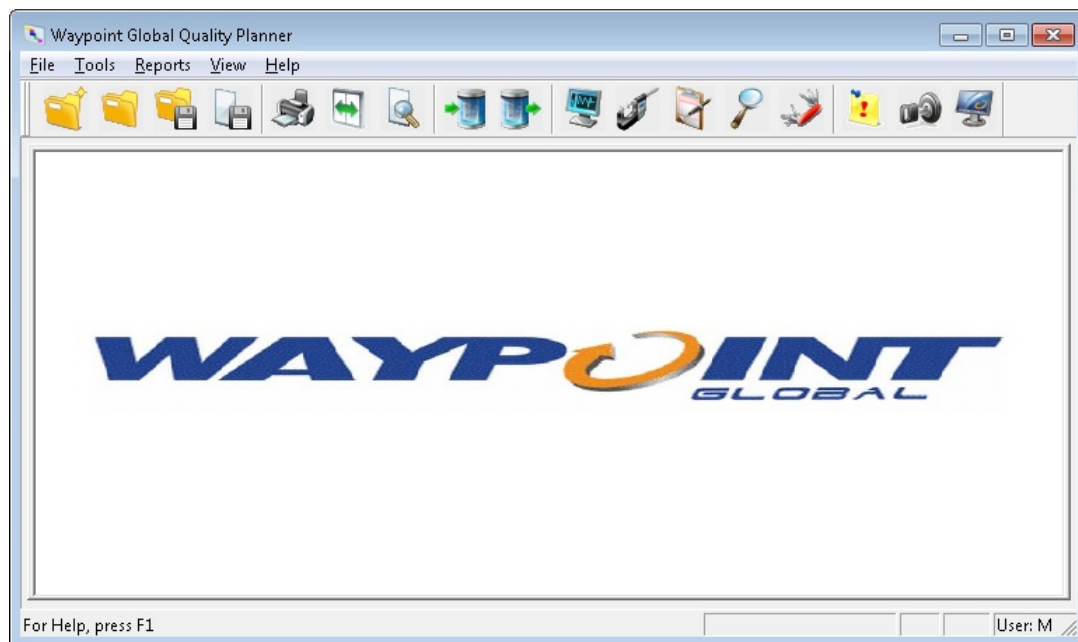 Waypoint Global Quality Planner
File Tools Reports View Help
WAYPOINT
GLOBAL
For Help, press F1 User: M